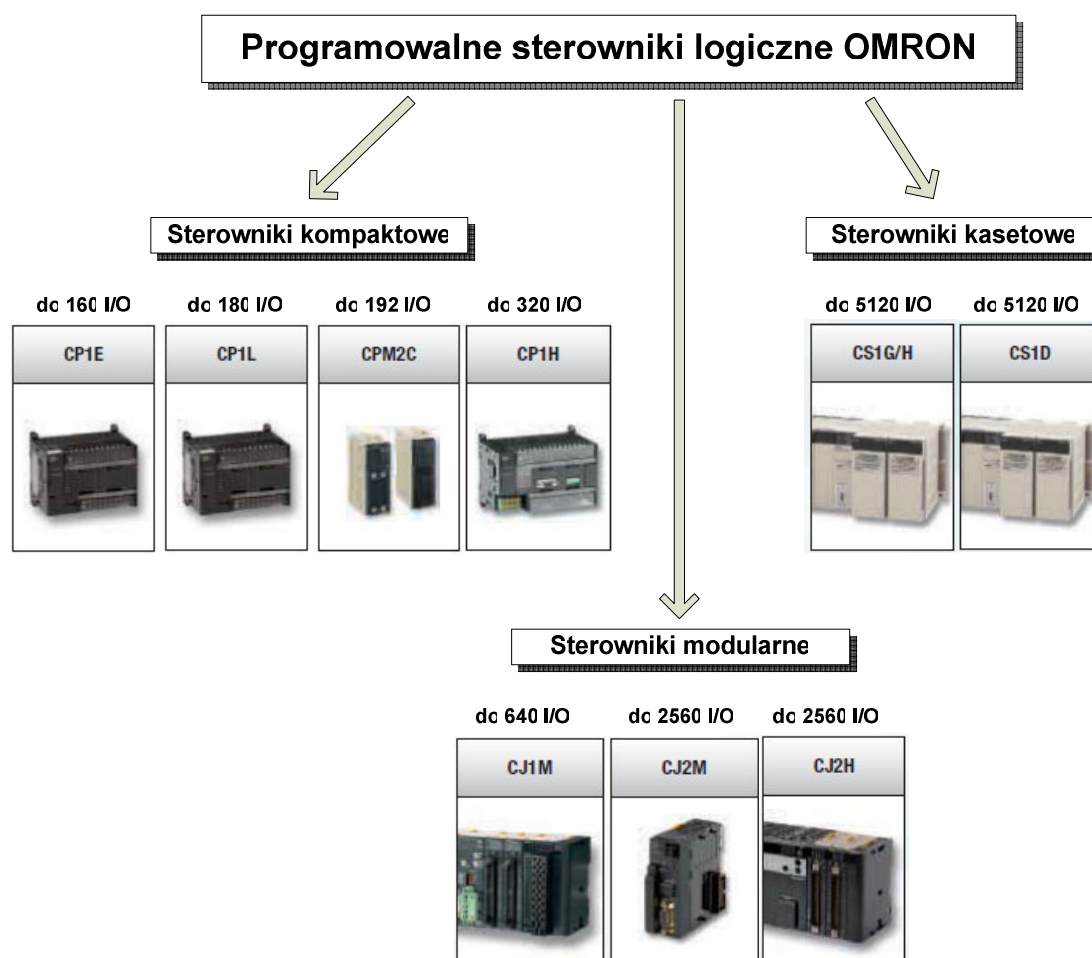 Programowalne sterowniki logiczne OMRON
Sterowniki kompaktowe
Sterowniki kasetowe
do 160 I/O
do 180 I/O
do 192 I/O
do 320 I/O
do 5120 I/O
do 5120 I/O
CP1E
CP1L
CPM2C
CP1H
CS1G/H
CS1D
Sterowniki modularne
do 640 I/O
do 2560 I/O
do 2560 I/O
CJ1M
CJ2M
CJ2H